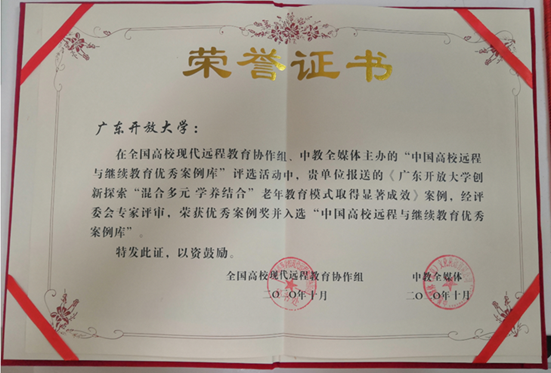 荣誉证书
广东开放大学：
在全国高校现代远程教育协作组、中教全媒体主办的“中国高校远程
与继续教育优秀案例库”评选活动中，贵单位报送的《广东开放大学创
新探索“混合多元 学养结合”老年教育模式取得显著成效》案例，经评
委会专家评审，荣获优秀案例奖并入选“中国高校远程与继续教育优秀
案例库”。
特发此证，以资鼓励。
全国高校现代远程教育协作组 中教全媒体
二〇二〇年十月 二〇二〇年十月